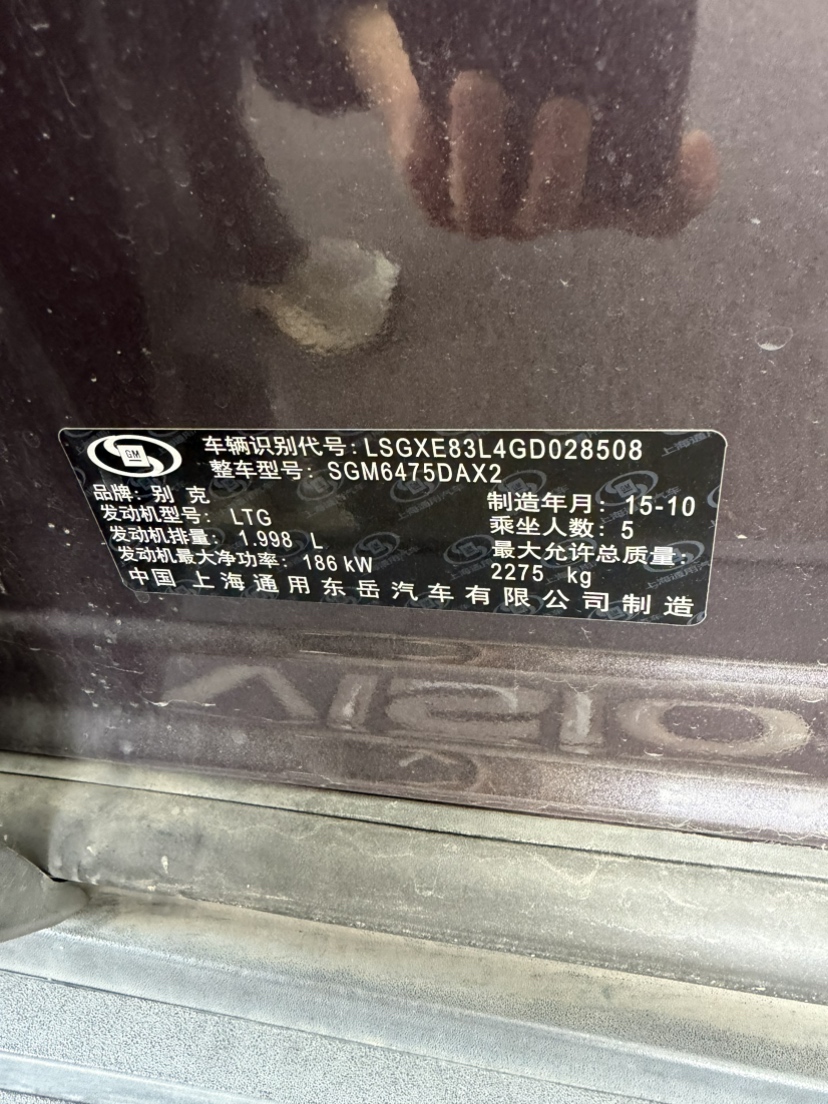 GM
车辆识别代号:LSGXE83L4GD028508
整车型号: SGM6475DAX2
品牌: 别 克
制造年月: 15-10
发动机型号: LTG
乘坐人数: 5
发动机排量: 1.998 L
最大允许总质量:
发动机最大净功率: 186 kW
2275 kg
中国 上海通用东岳汽车有限公司制造